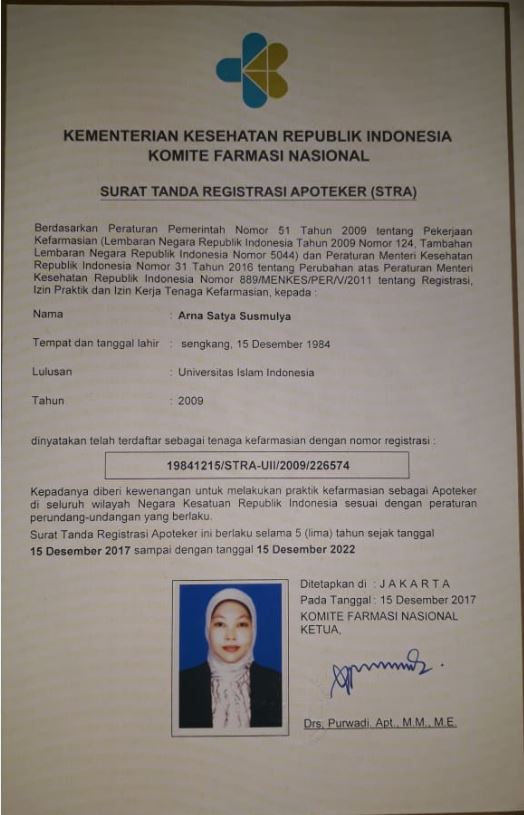 KEMENTERIAN KESEHATAN REPUBLIK INDONESIA
KOMITE FARMASI NASIONAL
SURAT TANDA REGISTRASI APOTEKER (STRA)
Berdasarkan Peraturan Pemerintah Nomor 51 Tahun 2009 tentang Pekerjaan
Kefarmasian (Lembaran Negara Republik Indonesia Tahun 2009 Nomor 124, Tambahan
Lembaran Negara Republik Indonesia Nomor 5044) dan Peraturan Menteri Kesehatan
Republik Indonesia Nomor 31 Tahun 2016 tentang Perubahan atas Peraturan Menteri
Kesehatan Republik Indonesia Nomor 889/MENKES/PER/V/2011 tentang Registrasi,
Izin Praktik dan Izin Kerja Tenaga Kefarmasian, kepada :
Nama : Arna Satya Susmulya
Tempat dan tanggal lahir : sengkang, 15 Desember 1984
Lulusan : Universitas Islam Indonesia
Tahun : 2009
dinyatakan telah terdaftar sebagai tenaga kefarmasian dengan nomor registrasi :
19841215/STRA-UII/2009/226574
Kepadanya diberi kewenangan untuk melakukan praktik kefarmasian sebagai Apoteker
di seluruh wilayah Negara Kesatuan Republik Indonesia sesuai dengan peraturan
perundang-undangan yang berlaku.
Surat Tanda Registrasi Apoteker ini berlaku selama 5 (lima) tahun sejak tanggal
15 Desember 2017 sampai dengan tanggal 15 Desember 2022
Ditetapkan di : J A K A R T A
Pada Tanggal : 15 Desember 2017
KOMITE FARMASI NASIONAL
KETUA,
Drs. Purwadi, Apt., M.M., M.E.